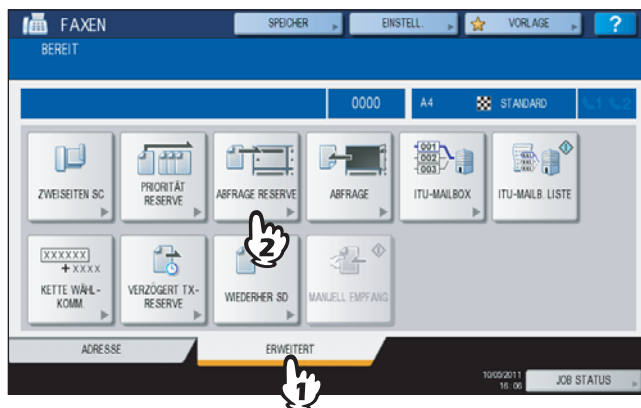 FAXEN
SPEICHER
EINSTELL.
VORLAGE
?
BEREIT
0000
A4
STANDARD
1 2
ZWEISEITEN SC
PRIORITÄT RESERVE
ABFRAGE RESERVE
ABFRAGE
001
002
003
ITU-MAILBOX
ITU-MAILB. LISTE
2
XXXXXX
+ XXXX
KETTE WÄHL-
KOMM.
VERZÖGERT TX-
RESERVE
WIEDERHER SD
MANUELL EMPFANG
ADRESSE
ERWEITERT
1
10/05/2011
16:06
JOB STATUS